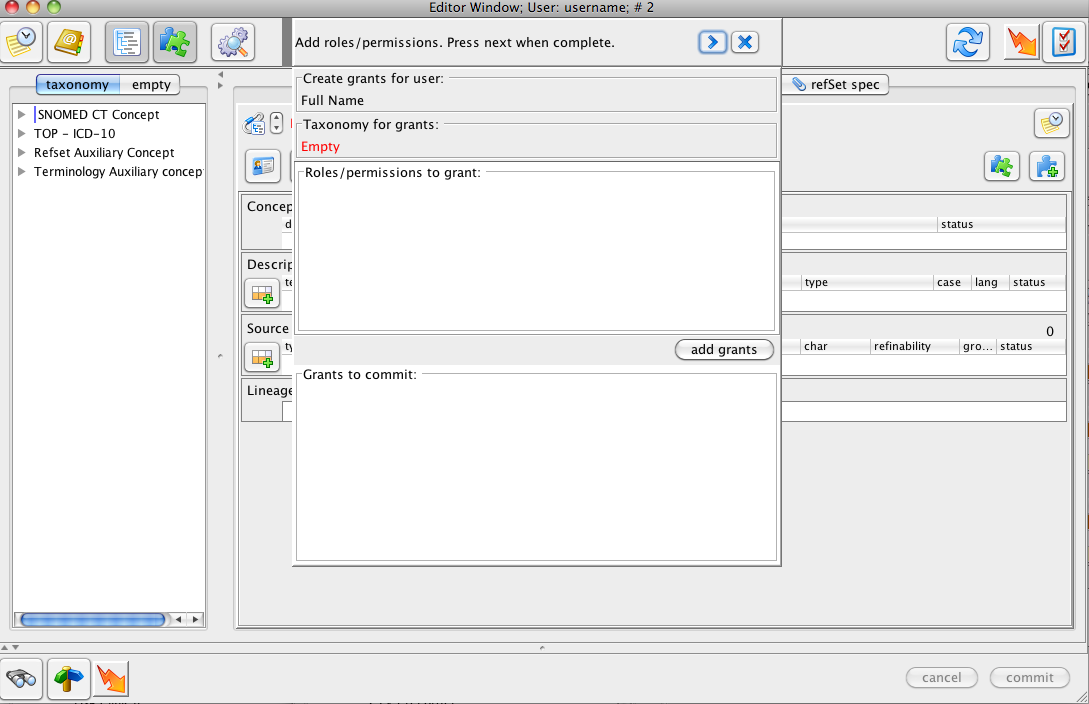 Editor Window; User: username; # 2
Add roles/permissions. Press next when complete.
taxonomy
empty
SNOMED CT Concept
TOP - ICD-10
Refset Auxiliary Concept
Terminology Auxiliary concep
Create grants for user:
Full Name
Taxonomy for grants:
Empty
Roles/permissions to grant:
add grants
Grants to commit:
refSet spec
Concep
d
status
Descrip
te
type
case
lang
status
Source
0
ty
char
refinability
gro...
status
Lineage
cancel
commit